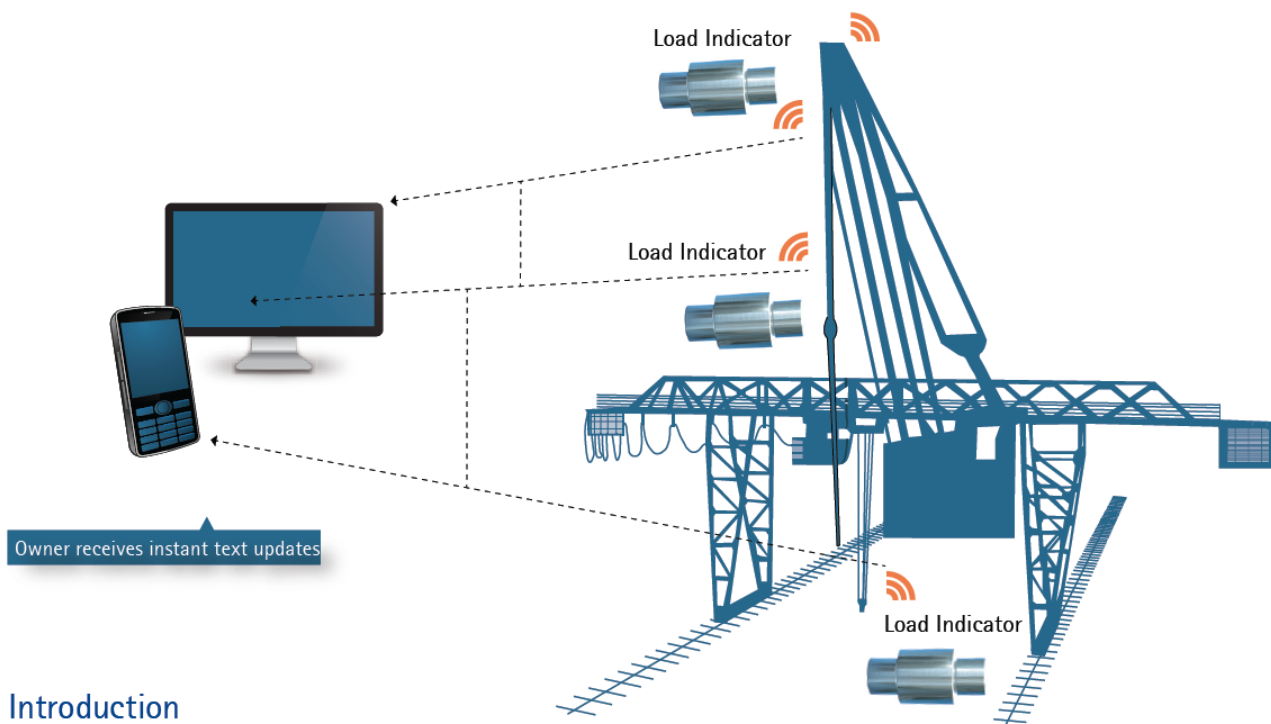 Load Indicator
Load Indicator
Owner receives instant text updates
Load Indicator
Introduction